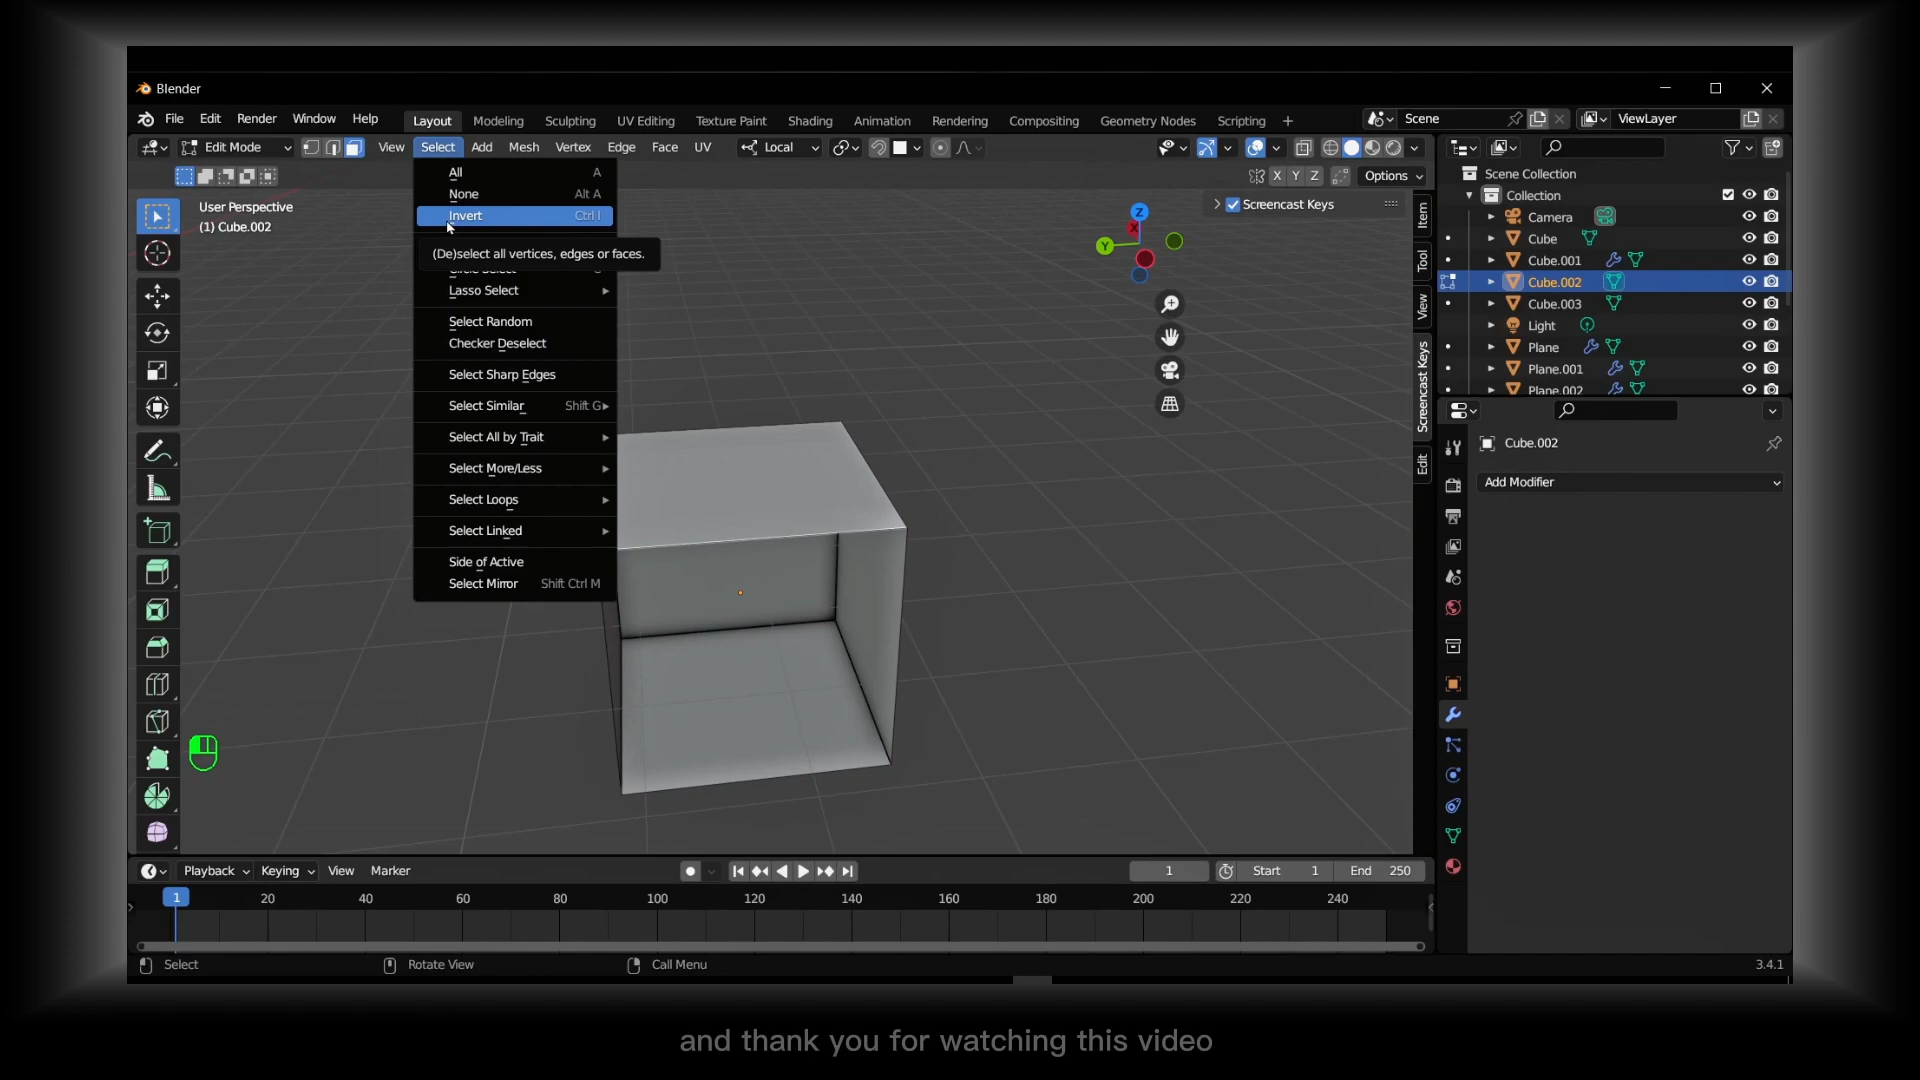 Blender
File Edit Render Window Help Layout Modeling Sculpting UV Editing Texture Paint Shading Animation Rendering Compositing Geometry Nodes Scripting + Scene ViewLayer
Edit Mode View Select Add Mesh Vertex Edge Face UV Local
X Y Z Options
User Perspective
(1) Cube.002
All A
None Alt A
Invert Ctrl I
(De)select all vertices, edges or faces.
Lasso Select
Select Random
Checker Deselect
Select Sharp Edges
Select Similar Shift G
Select All by Trait
Select More/Less
Select Loops
Select Linked
Side of Active
Select Mirror Shift Ctrl M
Screencast Keys
Z
X
Y
Item
Tool
View
Screencast Keys
Edit
Scene Collection
Collection
Camera
Cube
Cube.001
Cube.002
Cube.003
Light
Plane
Plane.001
Plane.002
Cube.002
Add Modifier
Playback Keying View Marker 1 Start 1 End 250
1 20 40 60 80 100 120 140 160 180 200 220 240
Select Rotate View Call Menu 3.4.1
and thank you for watching this video